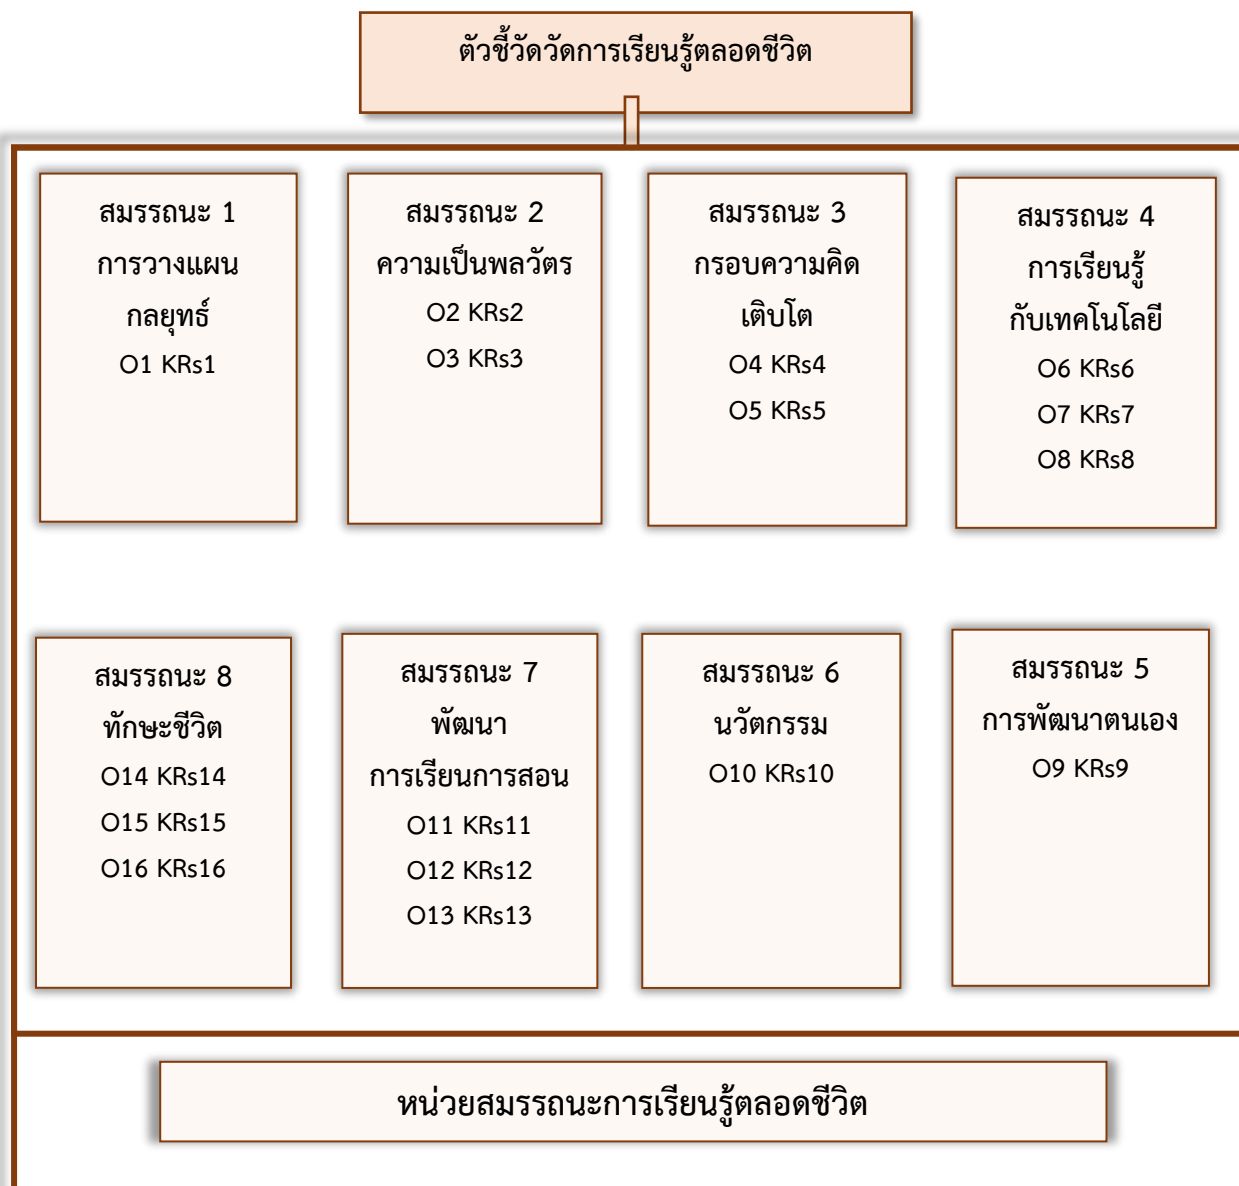 ตัวชี้วัดวัดการเรียนรู้ตลอดชีวิต
สมรรถนะ 1
การวางแผน
กลยุทธ์
O1 KRs1
สมรรถนะ 2
ความเป็นพลวัตร
O2 KRs2
O3 KRs3
สมรรถนะ 3
กรอบความคิด
เติบโต
O4 KRs4
O5 KRs5
สมรรถนะ 4
การเรียนรู้
กับเทคโนโลยี
O6 KRs6
O7 KRs7
O8 KRs8
สมรรถนะ 8
ทักษะชีวิต
O14 KRs14
O15 KRs15
O16 KRs16
สมรรถนะ 7
พัฒนา
การเรียนการสอน
O11 KRs11
O12 KRs12
O13 KRs13
สมรรถนะ 6
นวัตกรรม
O10 KRs10
สมรรถนะ 5
การพัฒนาตนเอง
O9 KRs9
หน่วยสมรรถนะการเรียนรู้ตลอดชีวิต